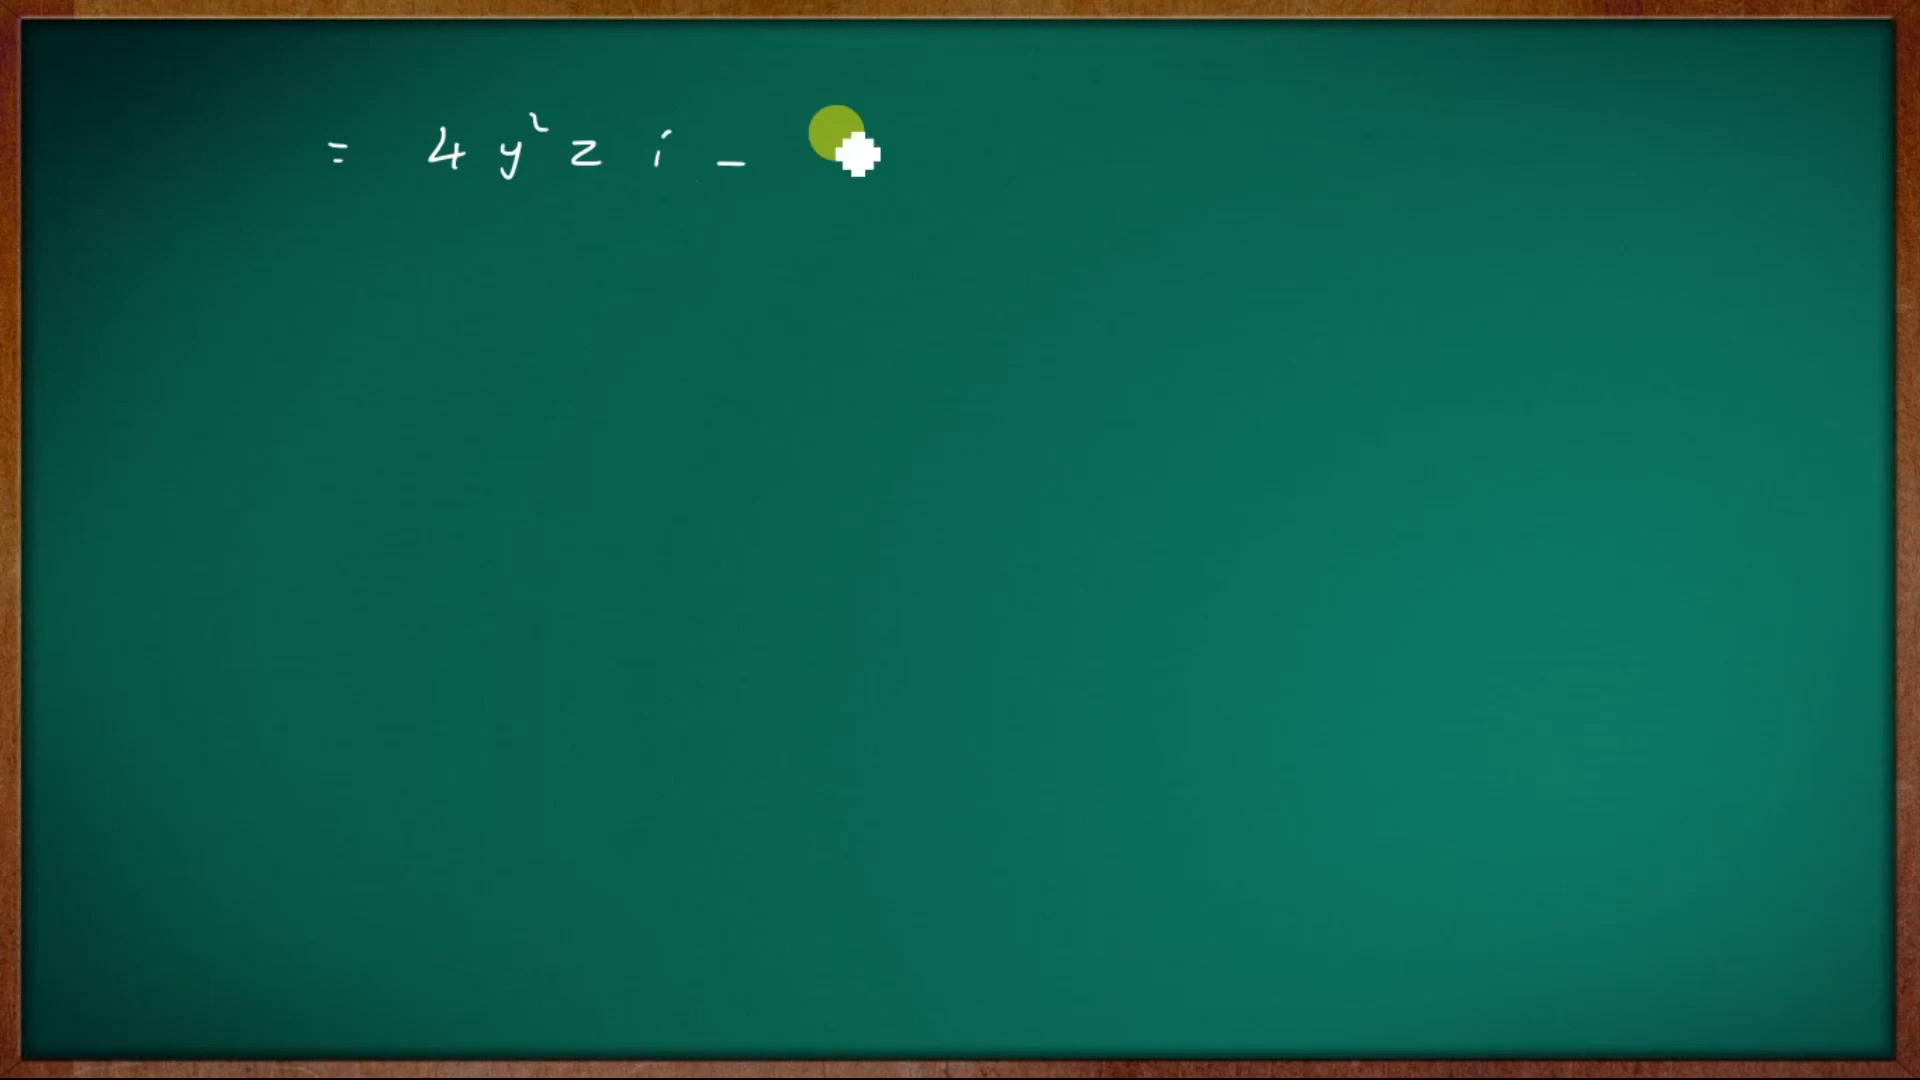 = 4 y² z i -